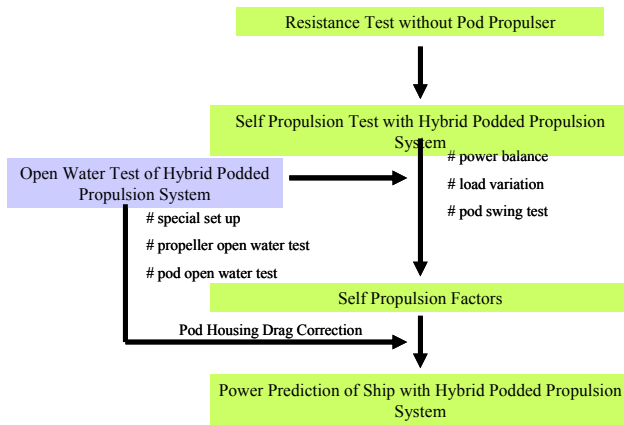 Resistance Test without Pod Propulser
Self Propulsion Test with Hybrid Podded Propulsion
System
# power balance
# load variation
# pod swing test
Open Water Test of Hybrid Podded
Propulsion System
# special set up
# propeller open water test
# pod open water test
Self Propulsion Factors
Pod Housing Drag Correction
Power Prediction of Ship with Hybrid Podded Propulsion
System